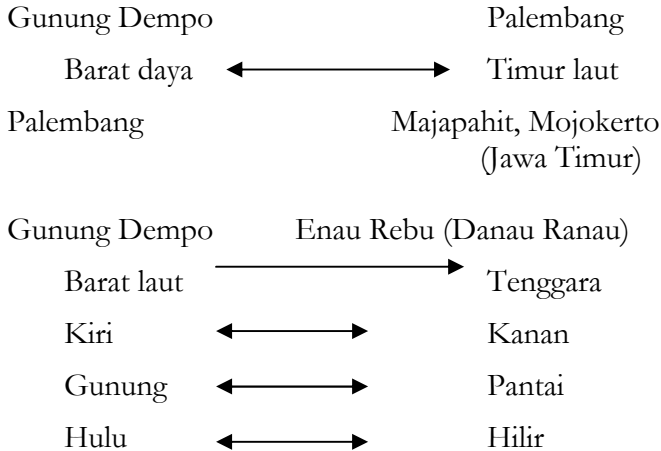 Gunung Dempo Palembang
Barat daya Timur laut
Palembang Majapahit, Mojokerto
(Jawa Timur)
Gunung Dempo Enau Rebu (Danau Ranau)
Barat laut Tenggara
Kiri Kanan
Gunung Pantai
Hulu Hilir